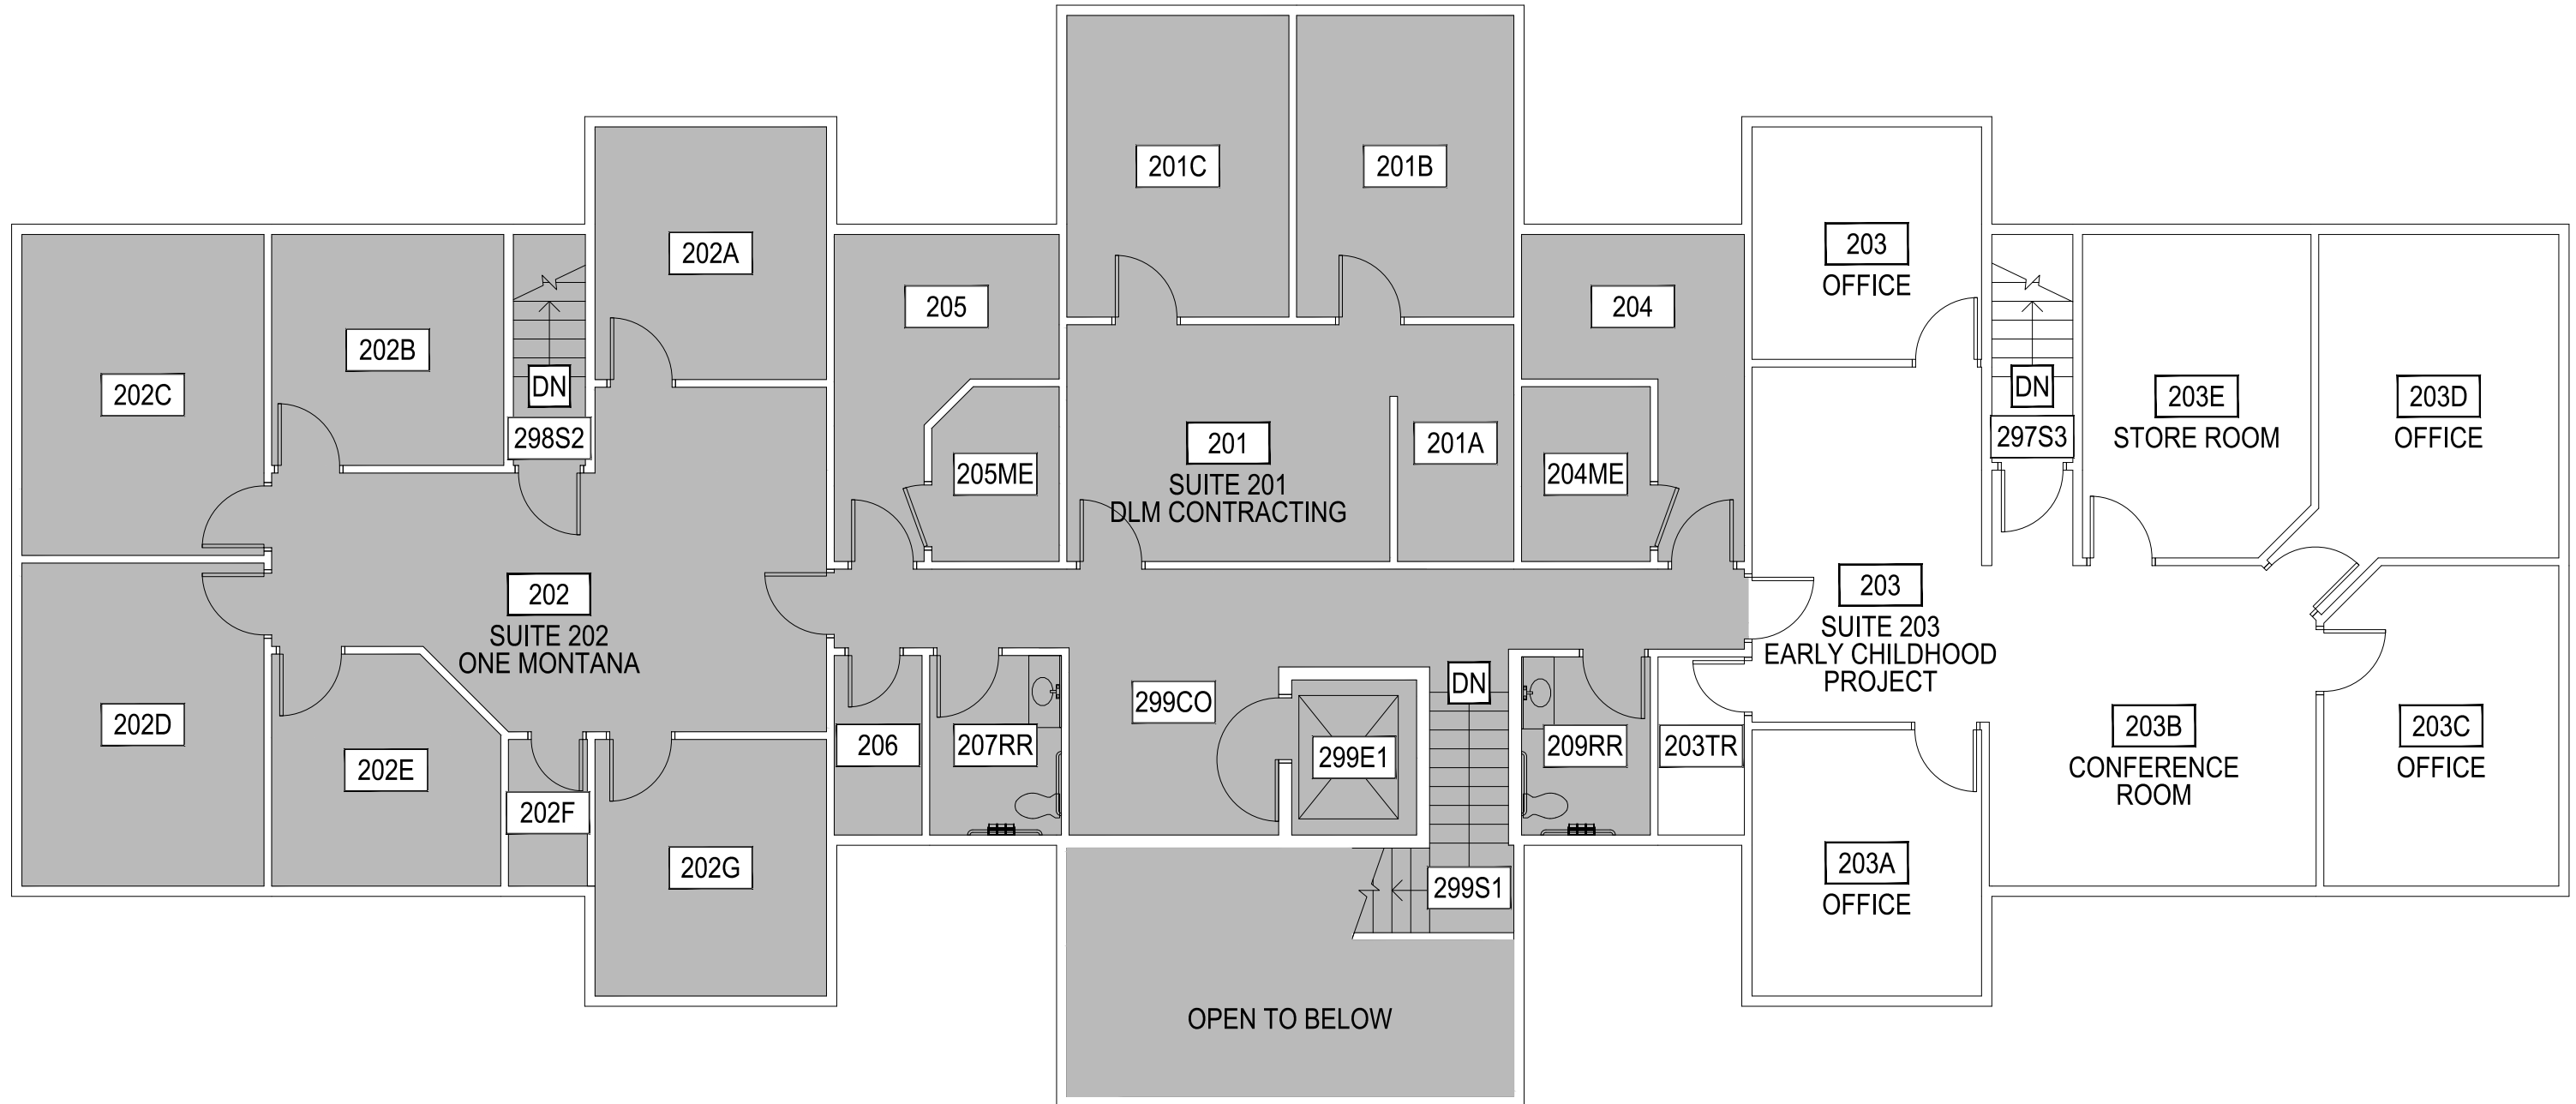 201C
201B
202A
203
OFFICE
205
204
202B
202C
DN
298S2
DN
297S3
203E
STORE ROOM
203D
OFFICE
201
SUITE 201
DLM CONTRACTING
201A
205ME
204ME
202
SUITE 202
ONE MONTANA
203
SUITE 203
EARLY CHILDHOOD
PROJECT
202D
202E
202F
202G
206
207RR
299CO
299E1
DN
299S1
209RR
203TR
203B
CONFERENCE
ROOM
203C
OFFICE
203A
OFFICE
OPEN TO BELOW